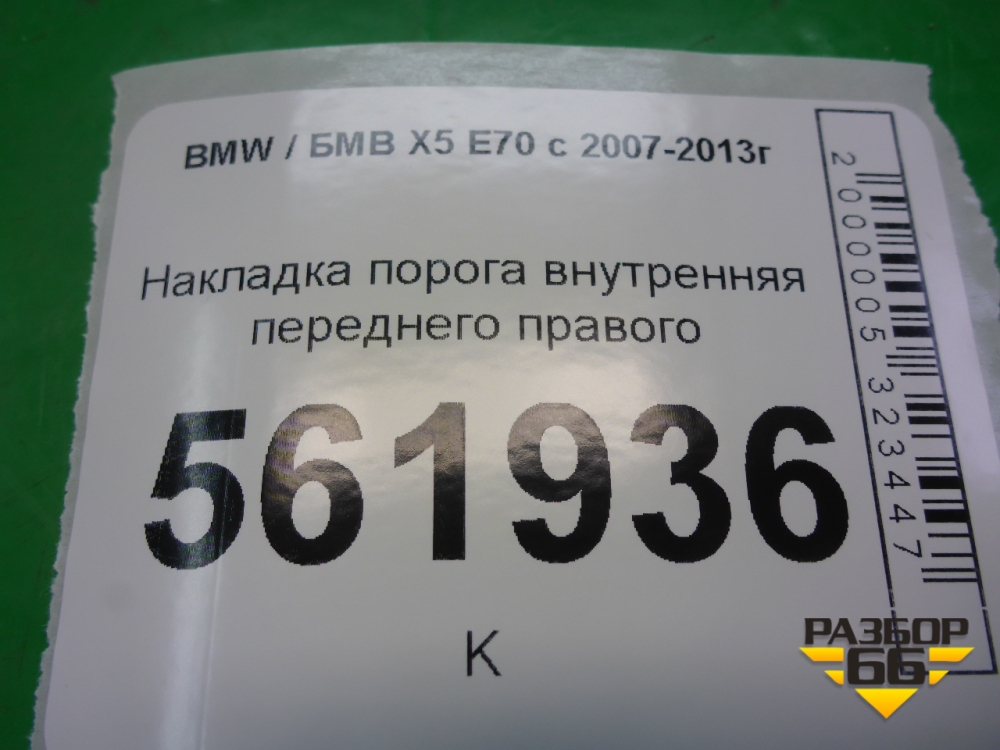 BMW / БМВ X5 E70 с 2007-2013г
Накладка порога внутренняя
переднего правого
561936
К
2000005323447
РАЗБОР
66